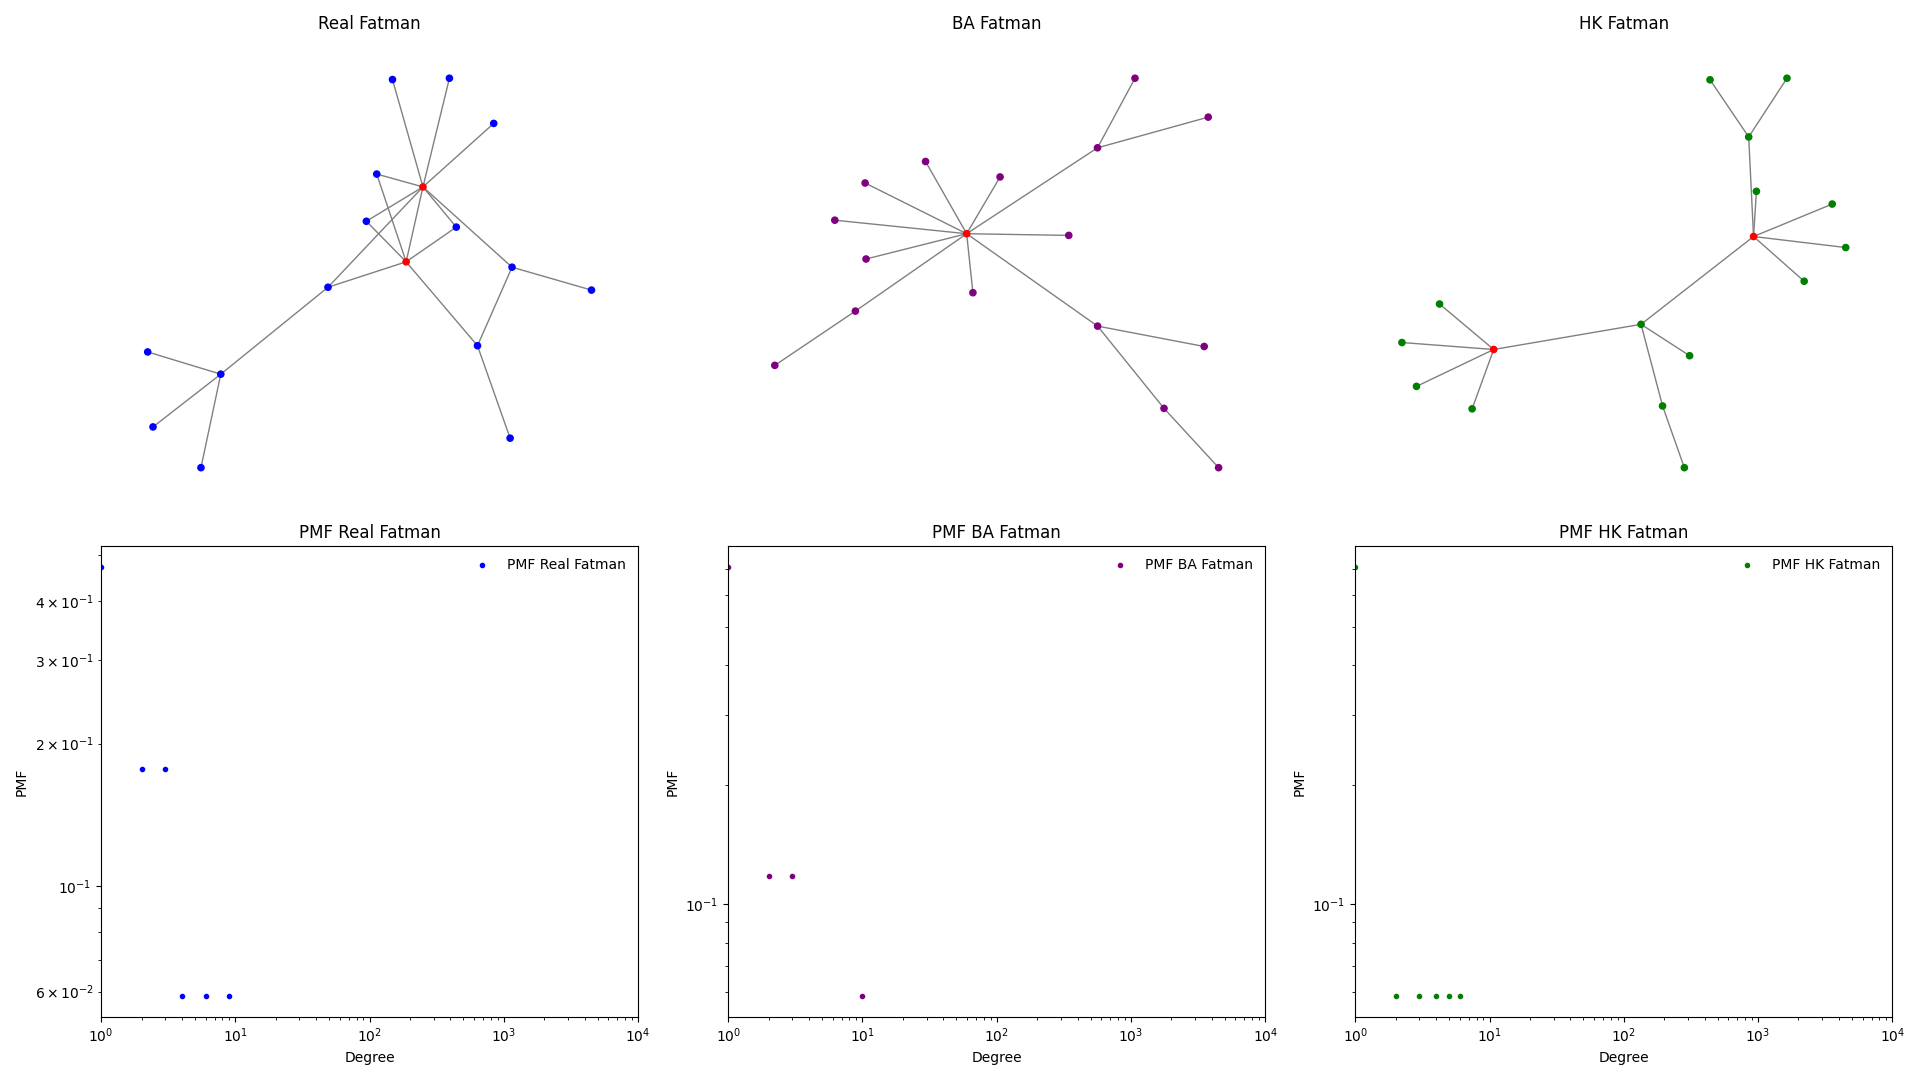 Real Fatman
BA Fatman
HK Fatman
PMF Real Fatman
PMF Real Fatman
4 × 10⁻¹
3 × 10⁻¹
2 × 10⁻¹
10⁻¹
6 × 10⁻²
PMF
10⁰ 10¹ 10² 10³ 10⁴
Degree
PMF BA Fatman
PMF BA Fatman
10⁻¹
PMF
10⁰ 10¹ 10² 10³ 10⁴
Degree
PMF HK Fatman
PMF HK Fatman
10⁻¹
PMF
10⁰ 10¹ 10² 10³ 10⁴
Degree